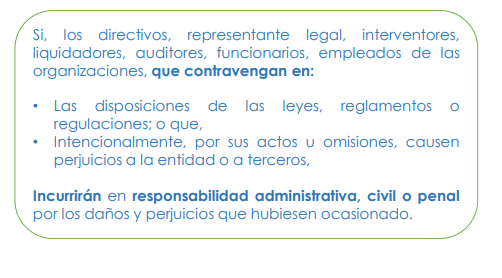 Si, los directivos, representante legal, interventores,
liquidadores, auditores, funcionarios, empleados de las
organizaciones, que contravengan en:
• Las disposiciones de las leyes, reglamentos o
regulaciones; o que,
• Intencionalmente, por sus actos u omisiones, causen
perjuicios a la entidad o a terceros,
Incurrirán en responsabilidad administrativa, civil o penal
por los daños y perjuicios que hubiesen ocasionado.